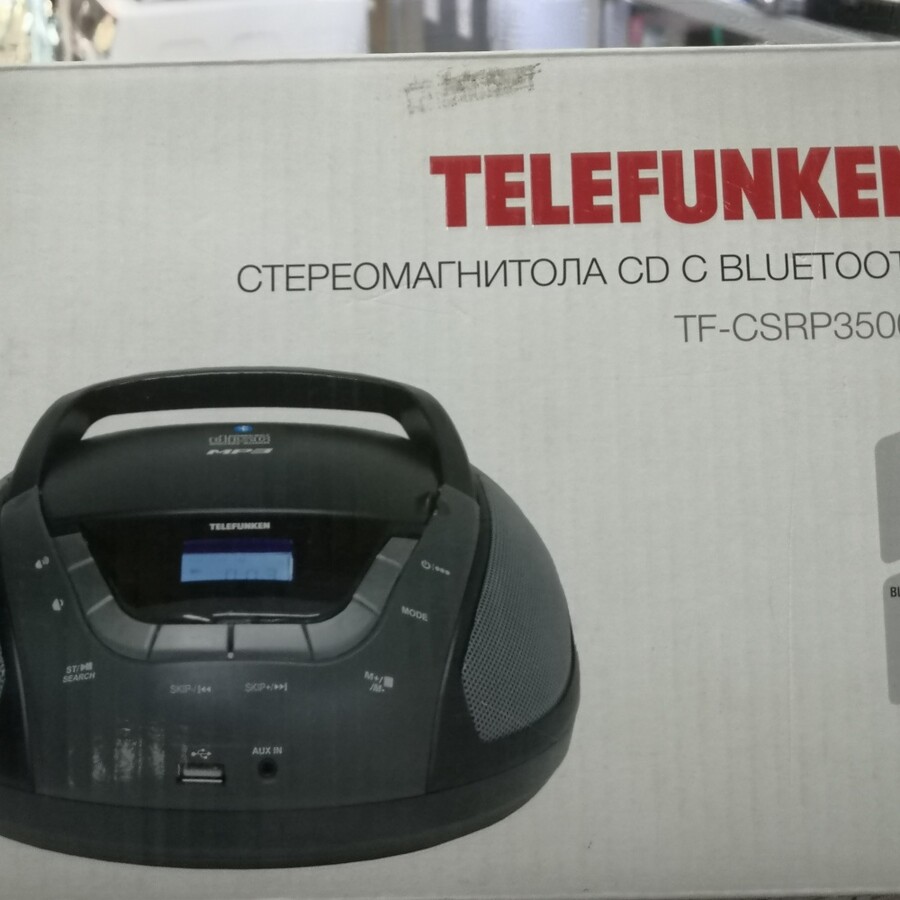 TELEFUNKEN
СТЕРЕОМАГНИТОЛА CD С BLUETOOT
TF-CSRP350
MP3
TELEFUNKEN
MODE
ST/
SEARCH
SKIP-/
SKIP+/
M+/
/M-
AUX IN